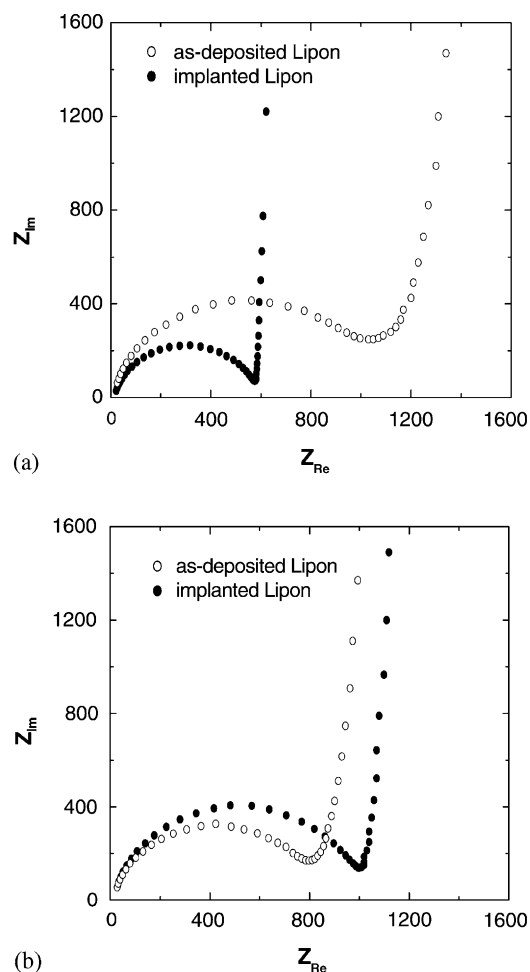 1600
as-deposited Lipon
implanted Lipon
1200
Z_Im
800
400
0
0 400 800 1200 1600
(a)
Z_Re
1600
as-deposited Lipon
implanted Lipon
1200
Z_Im
800
400
0
0 400 800 1200 1600
(b)
Z_Re